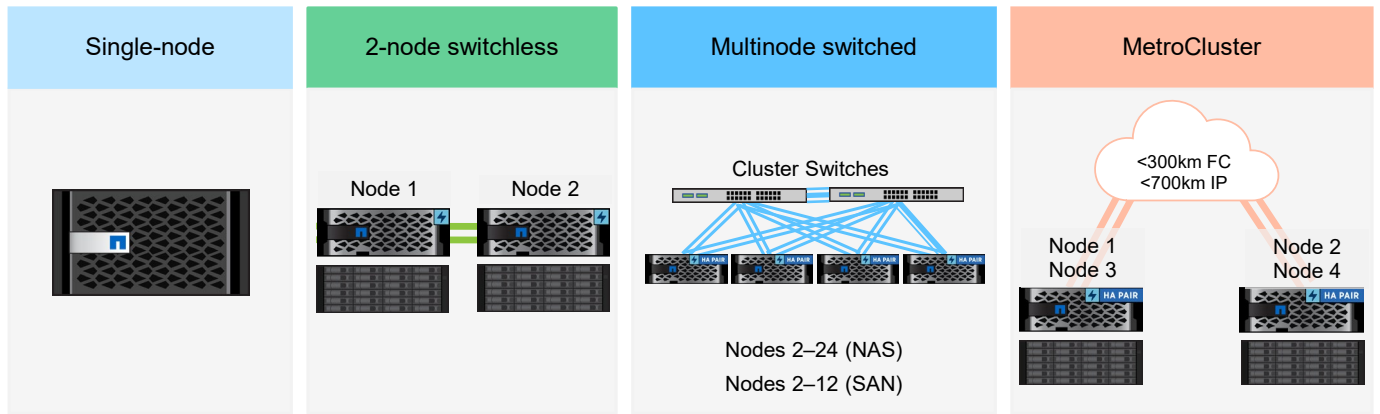 Single-node
2-node switchless
Node 1
Node 2
Multinode switched
Cluster Switches
HA PAIR
HA PAIR
HA PAIR
HA PAIR
Nodes 2–24 (NAS)
Nodes 2–12 (SAN)
MetroCluster
<300km FC
<700km IP
Node 1
Node 3
HA PAIR
Node 2
Node 4
HA PAIR